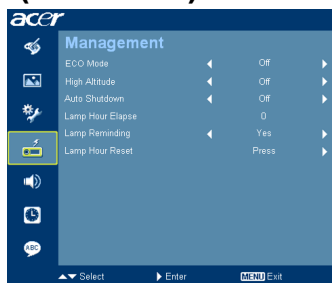 acer
Management
ECO Mode Off
High Altitude Off
Auto Shutdown Off
Lamp Hour Elapse 0
Lamp Reminding Yes
Lamp Hour Reset Press
ABC
Select Enter MENU Exit